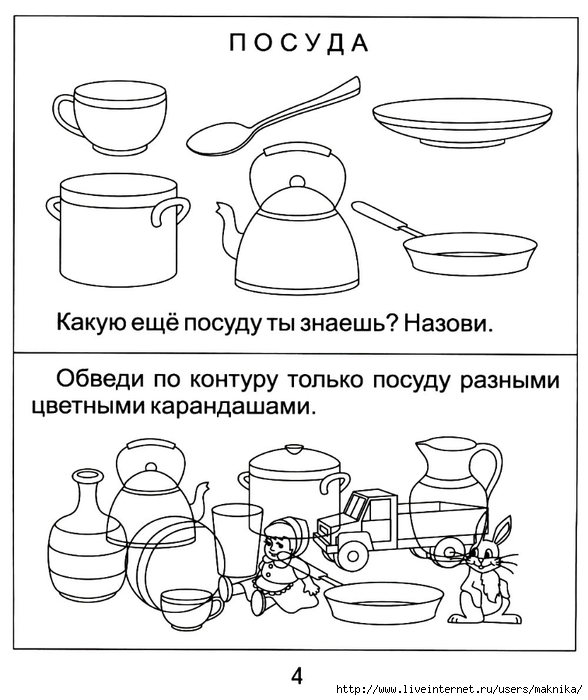 ПОСУДА
Какую ещё посуду ты знаешь? Назови.
Обведи по контуру только посуду разными
цветными карандашами.
4
http://www.liveinternet.ru/users/maknika/